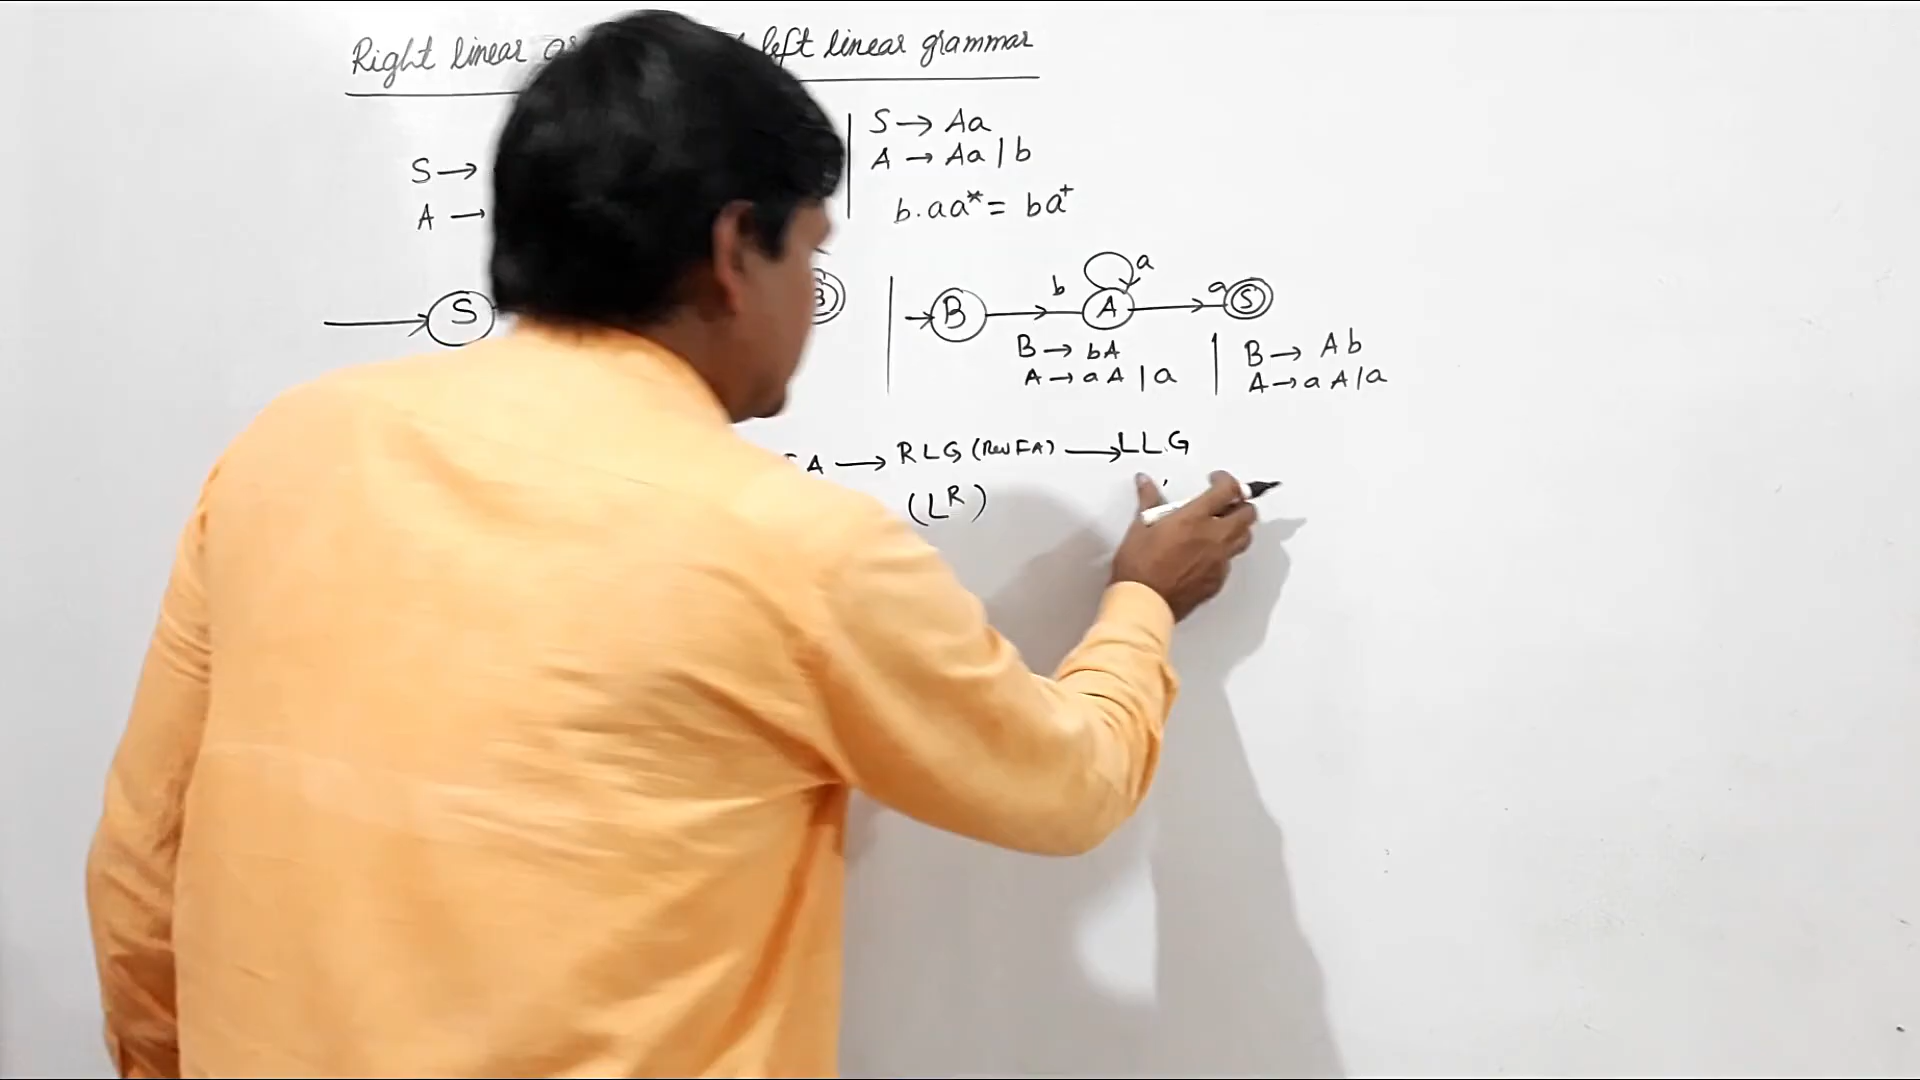 Right linear left linear grammar
S →
A →
S → Aa
A → Aa | b
b.aa* = ba⁺
S
B
B b A a a S
B → bA
A → aA | a
B → Ab
A → aA | a
A → RLG (Rev FA) → LLG
(Lᴿ)